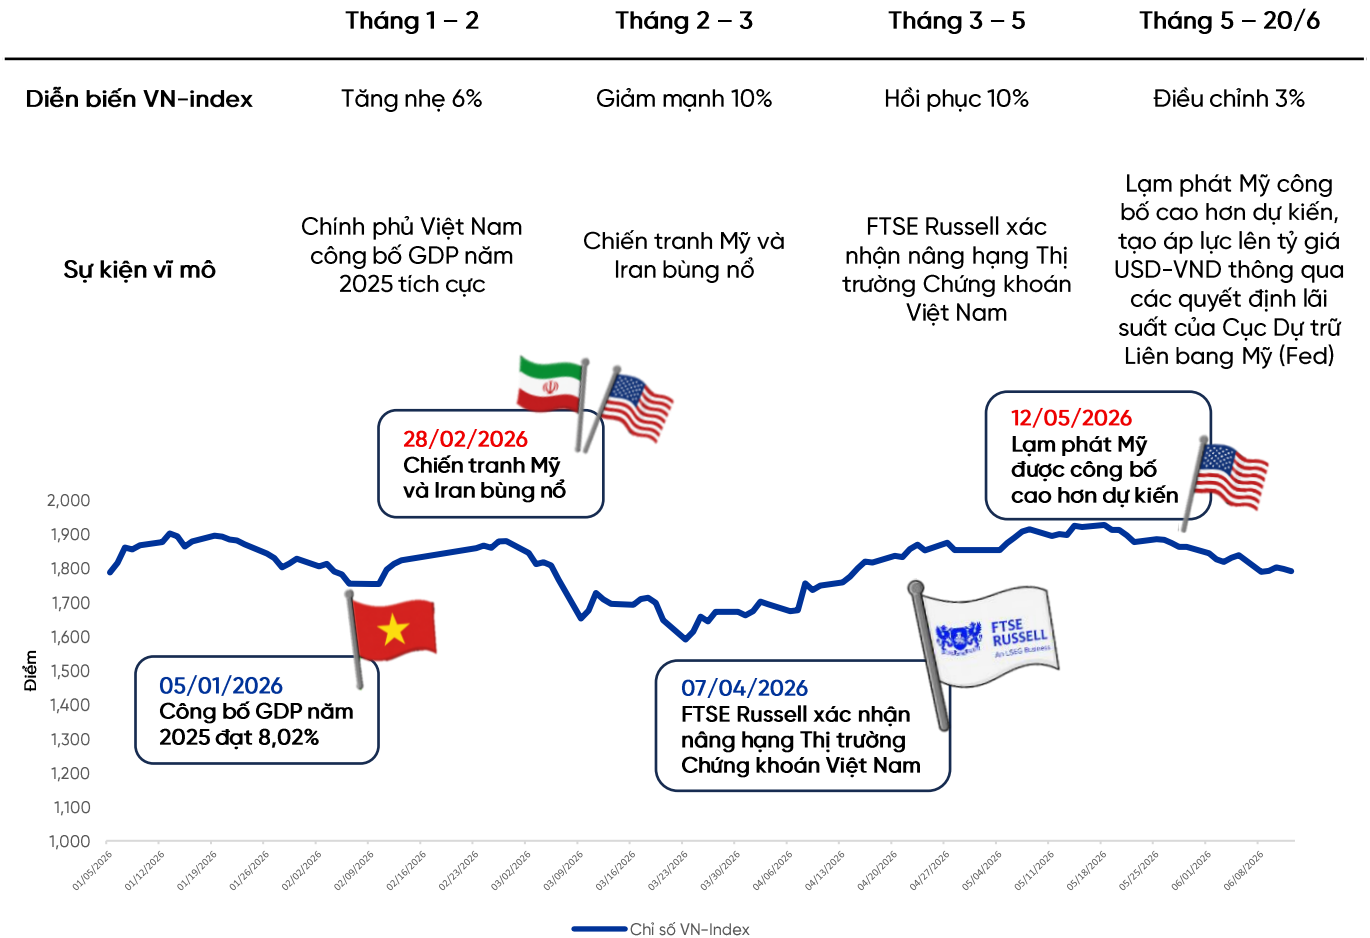 Tháng 1 – 2
Tháng 2 – 3
Tháng 3 – 5
Tháng 5 – 20/6
Diễn biến VN-index
Tăng nhẹ 6%
Giảm mạnh 10%
Hồi phục 10%
Điều chỉnh 3%
Sự kiện vĩ mô
Chính phủ Việt Nam
công bố GDP năm
2025 tích cực
Chiến tranh Mỹ và
Iran bùng nổ
FTSE Russell xác
nhận nâng hạng Thị
trường Chứng khoán
Việt Nam
Lạm phát Mỹ công
bố cao hơn dự kiến,
tạo áp lực lên tỷ giá
USD-VND thông qua
các quyết định lãi
suất của Cục Dự trữ
Liên bang Mỹ (Fed)
28/02/2026
Chiến tranh Mỹ
và Iran bùng nổ
12/05/2026
Lạm phát Mỹ
được công bố
cao hơn dự kiến
05/01/2026
Công bố GDP năm
2025 đạt 8,02%
07/04/2026
FTSE Russell xác nhận
nâng hạng Thị trường
Chứng khoán Việt Nam
FTSE
RUSSELL
An LSEG Business
Điểm
2,000
1,900
1,800
1,700
1,600
1,500
1,400
1,300
1,200
1,100
1,000
01/05/2026
01/12/2026
01/19/2026
01/26/2026
02/02/2026
02/09/2026
02/16/2026
02/23/2026
03/02/2026
03/09/2026
03/16/2026
03/23/2026
03/30/2026
04/06/2026
04/13/2026
04/20/2026
04/27/2026
05/04/2026
05/11/2026
05/18/2026
05/25/2026
06/01/2026
06/08/2026
Chỉ số VN-Index